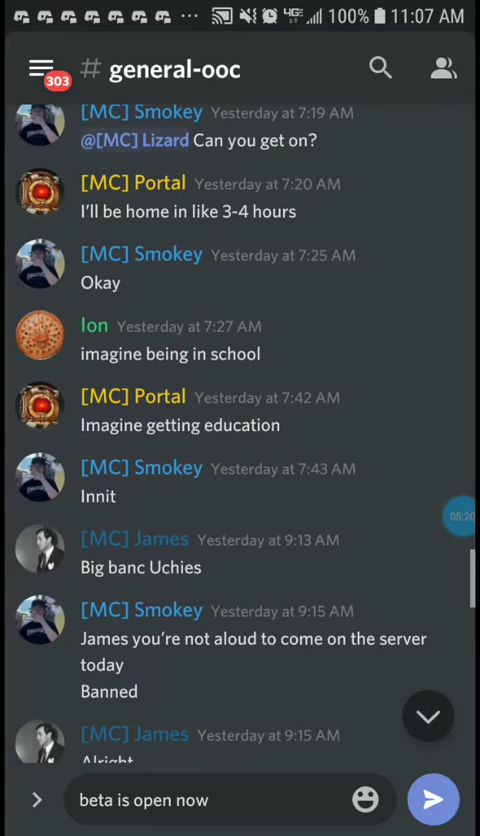 100% 11:07 AM
303
# general-ooc
[MC] Smokey Yesterday at 7:19 AM
@[MC] Lizard Can you get on?
[MC] Portal Yesterday at 7:20 AM
I'll be home in like 3-4 hours
[MC] Smokey Yesterday at 7:25 AM
Okay
Ion Yesterday at 7:27 AM
imagine being in school
[MC] Portal Yesterday at 7:42 AM
Imagine getting education
[MC] Smokey Yesterday at 7:43 AM
Innit
05:20
[MC] James Yesterday at 9:13 AM
Big banc Uchies
[MC] Smokey Yesterday at 9:15 AM
James you're not aloud to come on the server
today
Banned
[MC] James Yesterday at 9:15 AM
Alright
beta is open now